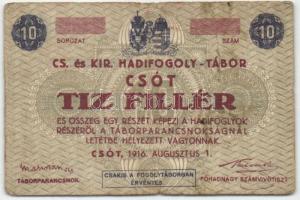 10 10
SOROZAT SZÁM
CS. és KIR. HADIFOGOLY-TÁBOR
CSÓT
TIZ FILLÉR
ÉS ÖSSZEG EGY RÉSZÉT KÉPEZI A HADIFOGLYOK
RÉSZÉRŐL A TÁBORPARANCSNOKSÁGNÁL
LETÉTBE HELYEZETT VAGYONNAK.
CSÓT, 1916. AUGUSZTUS 1.
TÁBORPARANCSNOK. FŐHADNAGY SZÁMVIVŐTISZT
CSAKIS A FOGOLYTÁBORBAN
ÉRVÉNYES.